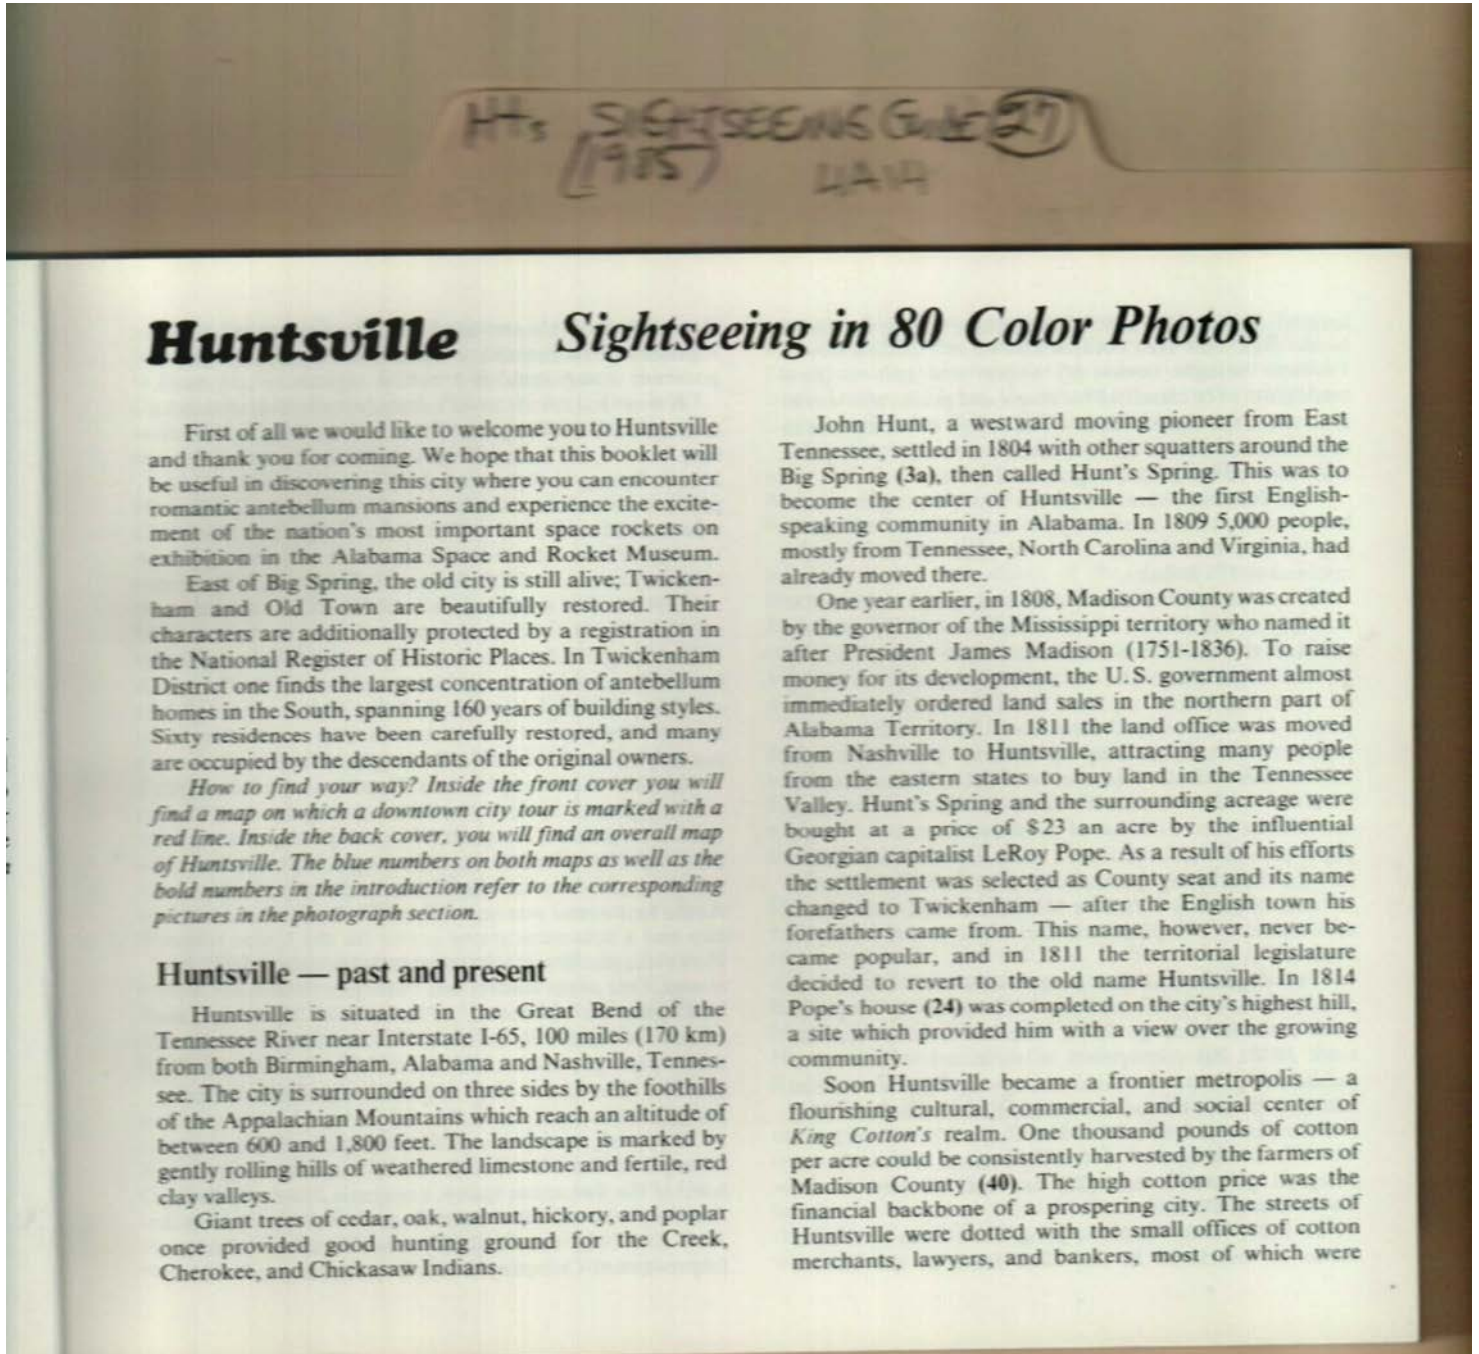 Hts SIGHTSEEING GUIDE 27
(1985) UAH
Huntsville Sightseeing in 80 Color Photos
First of all we would like to welcome you to Huntsville
and thank you for coming. We hope that this booklet will
be useful in discovering this city where you can encounter
romantic antebellum mansions and experience the excite-
ment of the nation's most important space rockets on
exhibition in the Alabama Space and Rocket Museum.
East of Big Spring, the old city is still alive; Twicken-
ham and Old Town are beautifully restored. Their
characters are additionally protected by a registration in
the National Register of Historic Places. In Twickenham
District one finds the largest concentration of antebellum
homes in the South, spanning 160 years of building styles.
Sixty residences have been carefully restored, and many
are occupied by the descendants of the original owners.
How to find your way? Inside the front cover you will
find a map on which a downtown city tour is marked with a
red line. Inside the back cover, you will find an overall map
of Huntsville. The blue numbers on both maps as well as the
bold numbers in the introduction refer to the corresponding
pictures in the photograph section.
Huntsville — past and present
Huntsville is situated in the Great Bend of the
Tennessee River near Interstate I-65, 100 miles (170 km)
from both Birmingham, Alabama and Nashville, Tennes-
see. The city is surrounded on three sides by the foothills
of the Appalachian Mountains which reach an altitude of
between 600 and 1,800 feet. The landscape is marked by
gently rolling hills of weathered limestone and fertile, red
clay valleys.
Giant trees of cedar, oak, walnut, hickory, and poplar
once provided good hunting ground for the Creek,
Cherokee, and Chickasaw Indians.
John Hunt, a westward moving pioneer from East
Tennessee, settled in 1804 with other squatters around the
Big Spring (3a), then called Hunt's Spring. This was to
become the center of Huntsville — the first English-
speaking community in Alabama. In 1809 5,000 people,
mostly from Tennessee, North Carolina and Virginia, had
already moved there.
One year earlier, in 1808, Madison County was created
by the governor of the Mississippi territory who named it
after President James Madison (1751-1836). To raise
money for its development, the U.S. government almost
immediately ordered land sales in the northern part of
Alabama Territory. In 1811 the land office was moved
from Nashville to Huntsville, attracting many people
from the eastern states to buy land in the Tennessee
Valley. Hunt's Spring and the surrounding acreage were
bought at a price of $23 an acre by the influential
Georgian capitalist LeRoy Pope. As a result of his efforts
the settlement was selected as County seat and its name
changed to Twickenham — after the English town his
forefathers came from. This name, however, never be-
came popular, and in 1811 the territorial legislature
decided to revert to the old name Huntsville. In 1814
Pope's house (24) was completed on the city's highest hill,
a site which provided him with a view over the growing
community.
Soon Huntsville became a frontier metropolis — a
flourishing cultural, commercial, and social center of
King Cotton's realm. One thousand pounds of cotton
per acre could be consistently harvested by the farmers of
Madison County (40). The high cotton price was the
financial backbone of a prospering city. The streets of
Huntsville were dotted with the small offices of cotton
merchants, lawyers, and bankers, most of which were